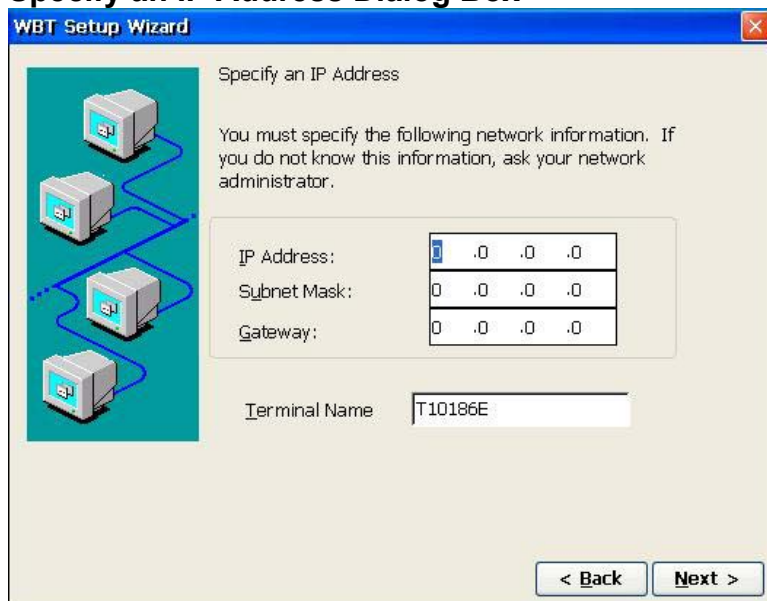 Specify an IP Address Dialog Box
WBT Setup Wizard
Specify an IP Address
You must specify the following network information. If
you do not know this information, ask your network
administrator.
IP Address: 0 .0 .0 .0
Subnet Mask: 0 .0 .0 .0
Gateway: 0 .0 .0 .0
Terminal Name T10186E
< Back Next >